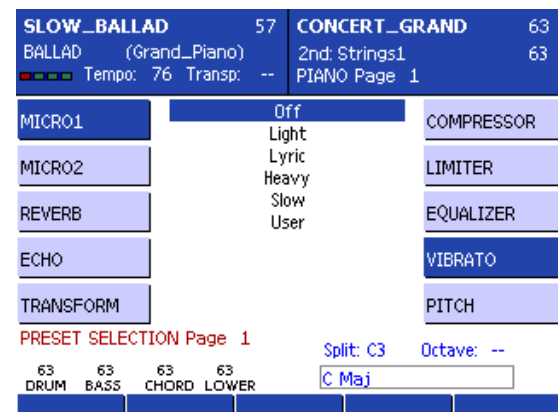 SLOW_BALLAD 57
BALLAD (Grand_Piano)
Tempo: 76 Transp: --
CONCERT_GRAND 63
2nd: Strings1 63
PIANO Page 1
MICRO1
MICRO2
REVERB
ECHO
TRANSFORM
Off
Light
Lyric
Heavy
Slow
User
COMPRESSOR
LIMITER
EQUALIZER
VIBRATO
PITCH
PRESET SELECTION Page 1
Split: C3 Octave: --
63 63 63 63
DRUM BASS CHORD LOWER
C Maj